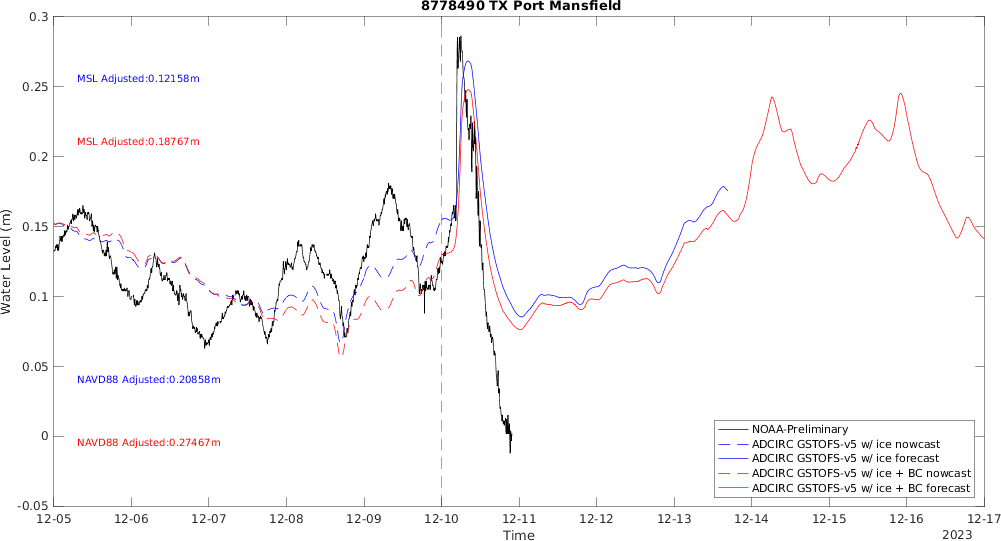 8778490 TX Port Mansfield
0.3
0.25
0.2
0.15
0.1
0.05
0
-0.05
Water Level (m)
MSL Adjusted:0.12158m
MSL Adjusted:0.18767m
NAVD88 Adjusted:0.20858m
NAVD88 Adjusted:0.27467m
NOAA-Preliminary
ADCIRC GSTOFS-v5 w/ ice nowcast
ADCIRC GSTOFS-v5 w/ ice forecast
ADCIRC GSTOFS-v5 w/ ice + BC nowcast
ADCIRC GSTOFS-v5 w/ ice + BC forecast
12-05 12-06 12-07 12-08 12-09 12-10 12-11 12-12 12-13 12-14 12-15 12-16 12-17
Time
2023